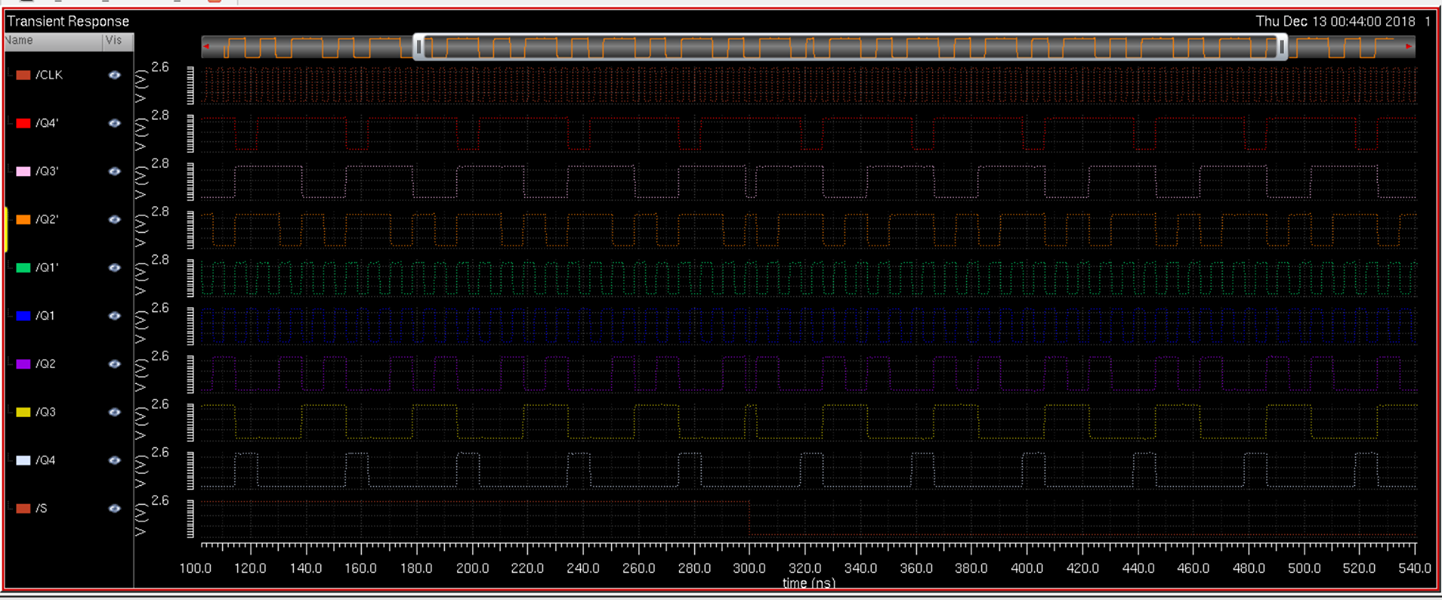 Transient Response
Thu Dec 13 00:44:00 2018 1
Name Vis
/CLK (V) 2.6
/Q4' (V) 2.8
/Q3' (V) 2.8
/Q2' (V) 2.8
/Q1' (V) 2.8
/Q1 (V) 2.6
/Q2 (V) 2.6
/Q3 (V) 2.6
/Q4 (V) 2.6
/S (V) 2.6
100.0 120.0 140.0 160.0 180.0 200.0 220.0 240.0 260.0 280.0 300.0 320.0 340.0 360.0 380.0 400.0 420.0 440.0 460.0 480.0 500.0 520.0 540.0
time (ns)